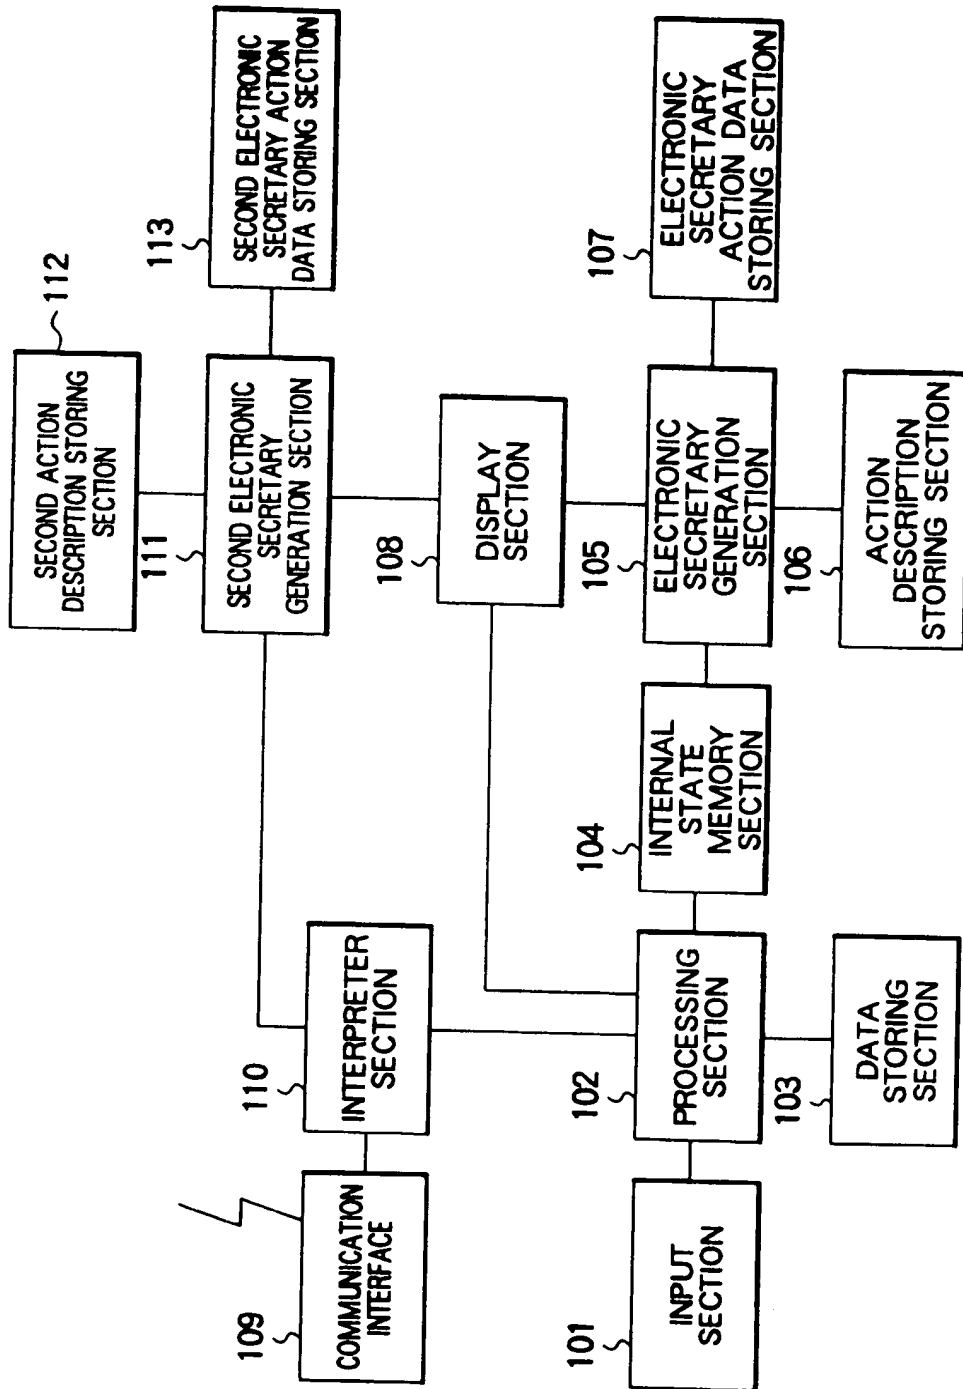 112
SECOND ACTION
DESCRIPTION STORING
SECTION
113
SECOND ELECTRONIC
SECRETARY ACTION
DATA STORING SECTION
111
SECOND ELECTRONIC
SECRETARY
GENERATION SECTION
109
COMMUNICATION
INTERFACE
110
INTERPRETER
SECTION
108
DISPLAY
SECTION
101
INPUT
SECTION
102
PROCESSING
SECTION
104
INTERNAL
STATE
MEMORY
SECTION
105
ELECTRONIC
SECRETARY
GENERATION
SECTION
107
ELECTRONIC
SECRETARY
ACTION DATA
STORING SECTION
103
DATA
STORING
SECTION
106
ACTION
DESCRIPTION
STORING SECTION